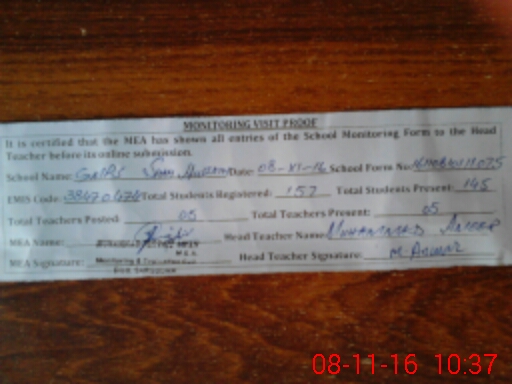 MONITORING VISIT PROOF
It is certified that the MEA has shown all entries of the School Monitoring Form to the Head
Teacher before its online submission.
School Name: Date: 08-XI-16 School Form No:
EMIS Code: 38470474 Total Students Registered: 157 Total Students Present: 145
Total Teachers Posted: 05 Total Teachers Present: 05
MEA Name: Head Teacher Name: Muhammad
MEA Signature: Monitoring & Evaluation Head Teacher Signature: M Anwar
08-11-16 10:37